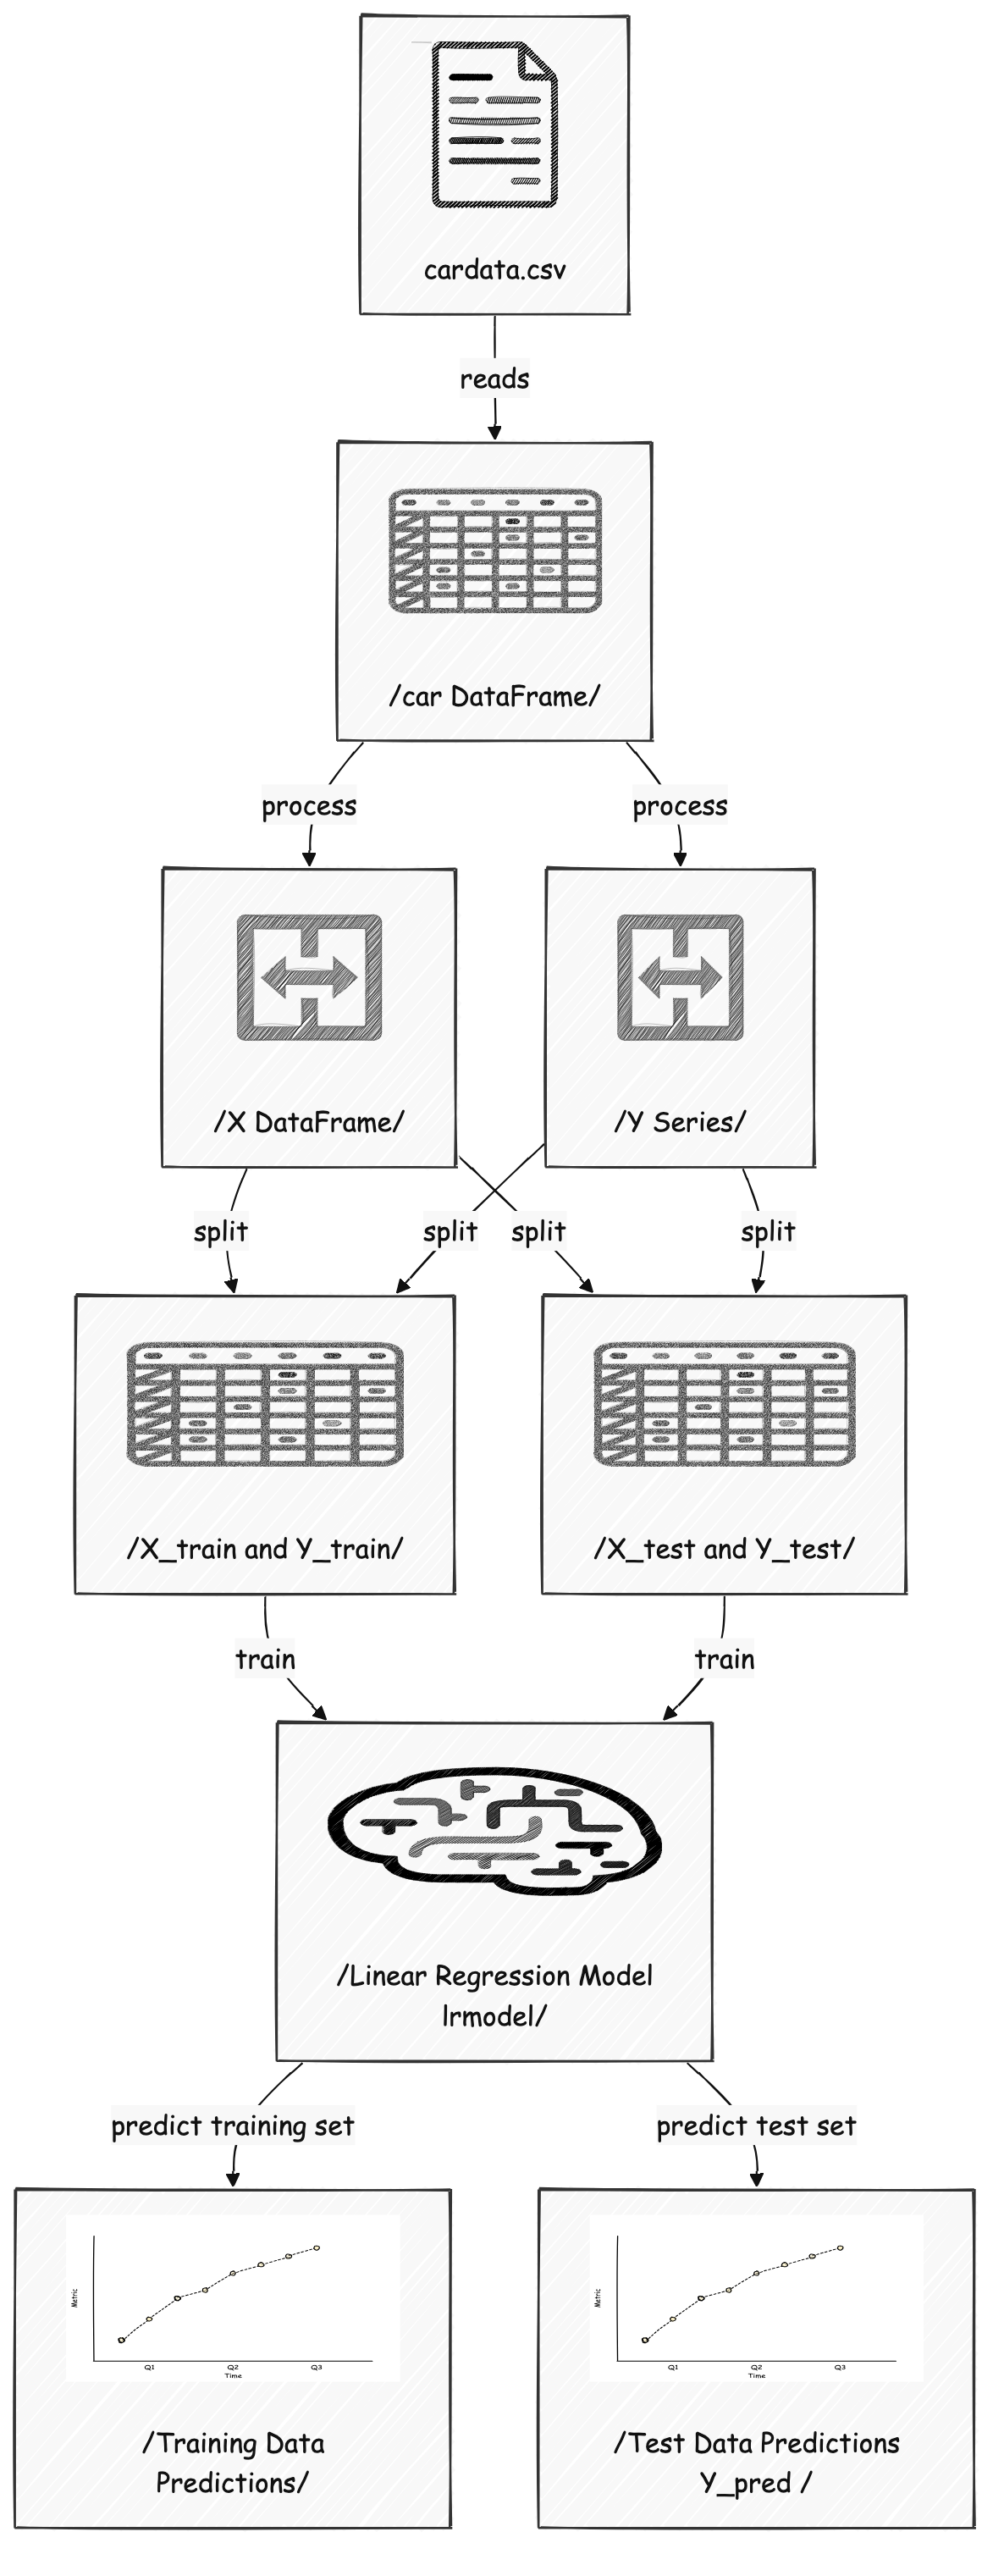 cardata.csv
reads
/car DataFrame/
process
process
/X DataFrame/
/Y Series/
split
split
split
split
/X_train and Y_train/
/X_test and Y_test/
train
train
/Linear Regression Model
lrmodel/
predict training set
predict test set
Metric
Q1
Q2
Q3
Time
/Training Data
Predictions/
Metric
Q1
Q2
Q3
Time
/Test Data Predictions
Y_pred /